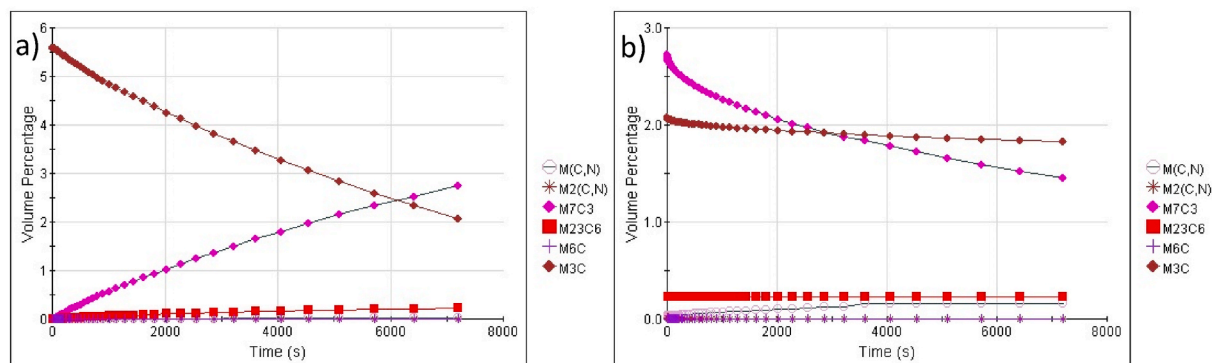 a)
6
5
4
3
2
1
0
Volume Percentage
0
2000
4000
6000
8000
Time (s)
M(C,N)
M2(C,N)
M7C3
M23C6
M6C
M3C
b)
3.0
2.0
1.0
0.0
Volume Percentage
0
2000
4000
6000
8000
Time (s)
M(C,N)
M2(C,N)
M7C3
M23C6
M6C
M3C